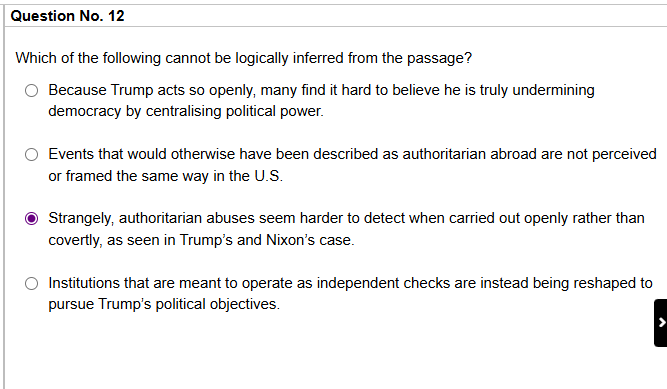 Question No. 12
Which of the following cannot be logically inferred from the passage?
Because Trump acts so openly, many find it hard to believe he is truly undermining
democracy by centralising political power.
Events that would otherwise have been described as authoritarian abroad are not perceived
or framed the same way in the U.S.
Strangely, authoritarian abuses seem harder to detect when carried out openly rather than
covertly, as seen in Trump's and Nixon's case.
Institutions that are meant to operate as independent checks are instead being reshaped to
pursue Trump's political objectives.